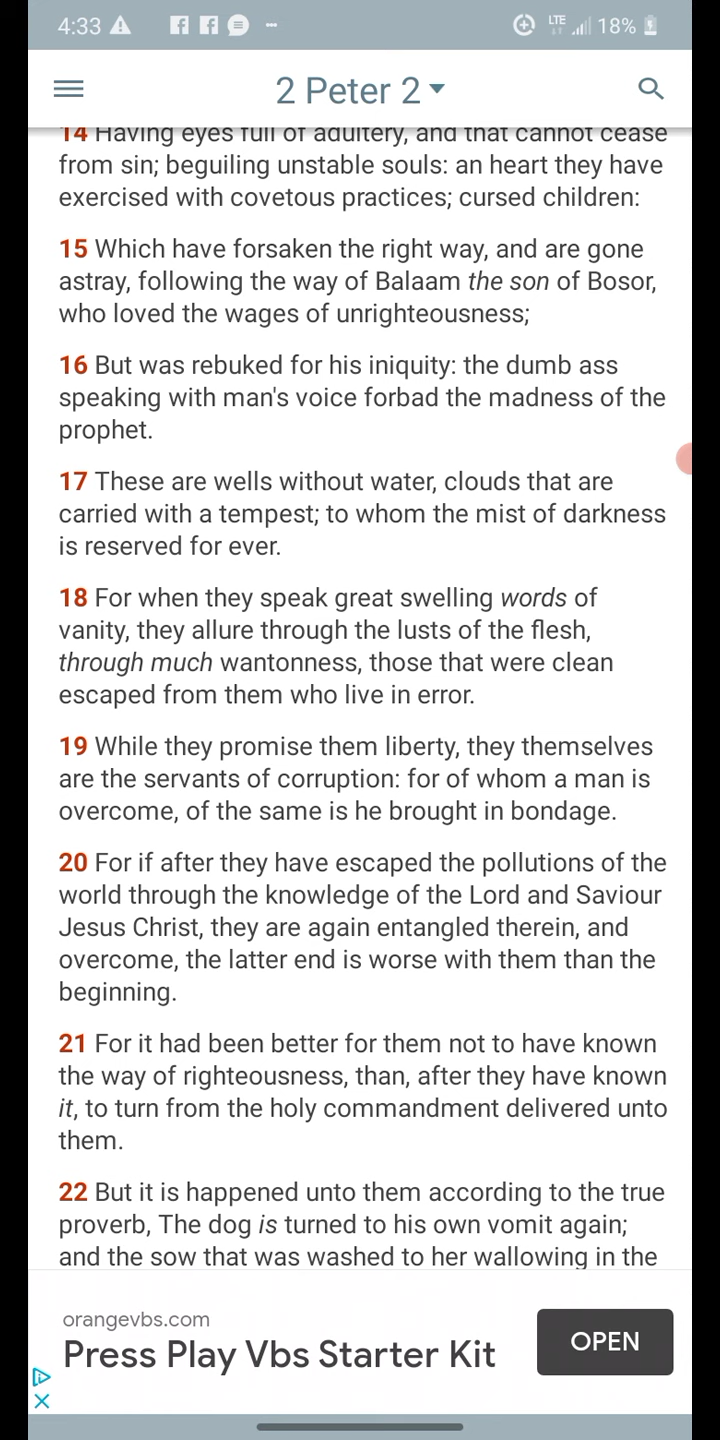 4:33
LTE
18%
2 Peter 2
14 Having eyes full of adultery, and that cannot cease
from sin; beguiling unstable souls: an heart they have
exercised with covetous practices; cursed children:
15 Which have forsaken the right way, and are gone
astray, following the way of Balaam the son of Bosor,
who loved the wages of unrighteousness;
16 But was rebuked for his iniquity: the dumb ass
speaking with man's voice forbad the madness of the
prophet.
17 These are wells without water, clouds that are
carried with a tempest; to whom the mist of darkness
is reserved for ever.
18 For when they speak great swelling words of
vanity, they allure through the lusts of the flesh,
through much wantonness, those that were clean
escaped from them who live in error.
19 While they promise them liberty, they themselves
are the servants of corruption: for of whom a man is
overcome, of the same is he brought in bondage.
20 For if after they have escaped the pollutions of the
world through the knowledge of the Lord and Saviour
Jesus Christ, they are again entangled therein, and
overcome, the latter end is worse with them than the
beginning.
21 For it had been better for them not to have known
the way of righteousness, than, after they have known
it, to turn from the holy commandment delivered unto
them.
22 But it is happened unto them according to the true
proverb, The dog is turned to his own vomit again;
and the sow that was washed to her wallowing in the
orangevbs.com
Press Play Vbs Starter Kit
OPEN